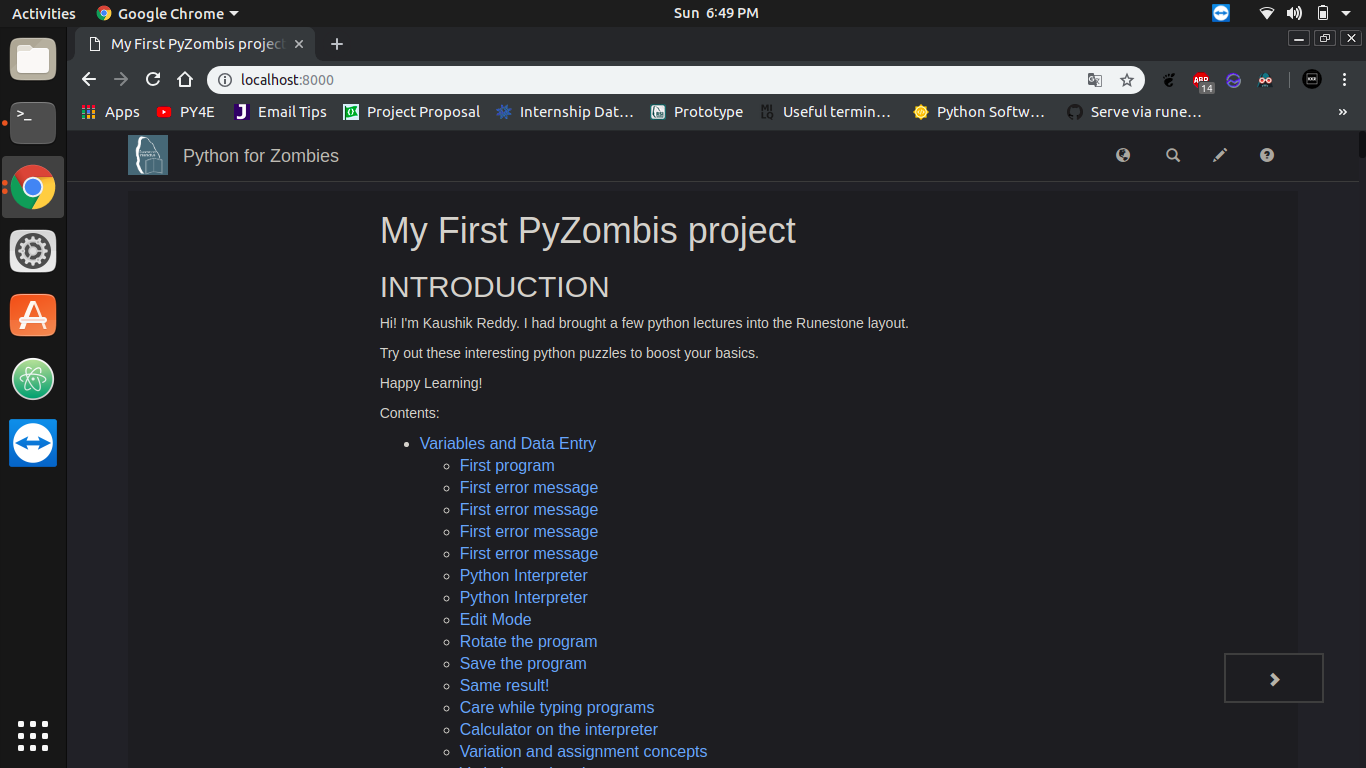 Activities Google Chrome Sun 6:49 PM
My First PyZombis project
localhost:8000
14
Apps PY4E Email Tips Project Proposal Internship Dat... Prototype Useful termin... Python Softw... Serve via rune... »
Python for Zombies
My First PyZombis project
INTRODUCTION
Hi! I'm Kaushik Reddy. I had brought a few python lectures into the Runestone layout.
Try out these interesting python puzzles to boost your basics.
Happy Learning!
Contents:
Variables and Data Entry
First program
First error message
First error message
First error message
First error message
Python Interpreter
Python Interpreter
Edit Mode
Rotate the program
Save the program
Same result!
Care while typing programs
Calculator on the interpreter
Variation and assignment concepts